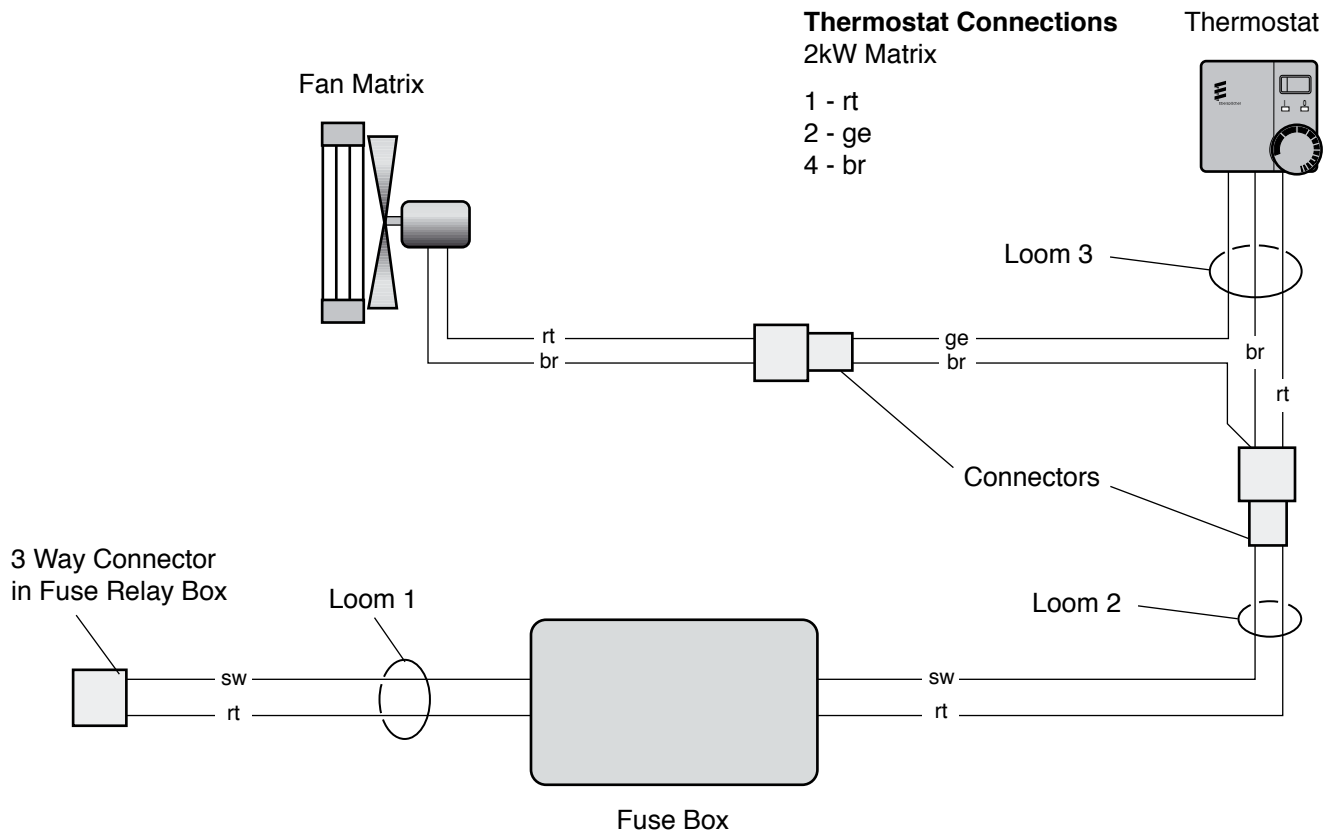 Thermostat Connections
2kW Matrix
1 - rt
2 - ge
4 - br
Thermostat
Fan Matrix
Loom 3
rt
br
ge
br
br
rt
Connectors
3 Way Connector
in Fuse Relay Box
Loom 1
Loom 2
sw
rt
sw
rt
Fuse Box